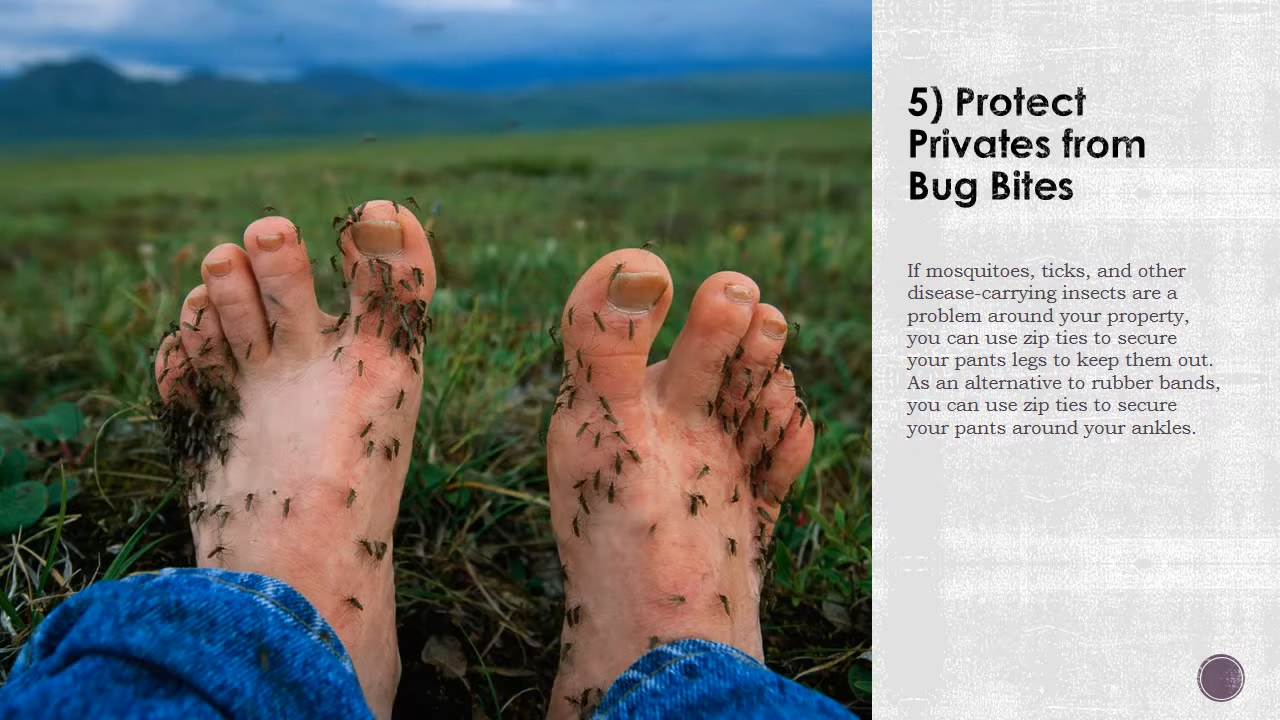 5) Protect
Privates from
Bug Bites
If mosquitoes, ticks, and other
disease-carrying insects are a
problem around your property,
you can use zip ties to secure
your pants legs to keep them out.
As an alternative to rubber bands,
you can use zip ties to secure
your pants around your ankles.